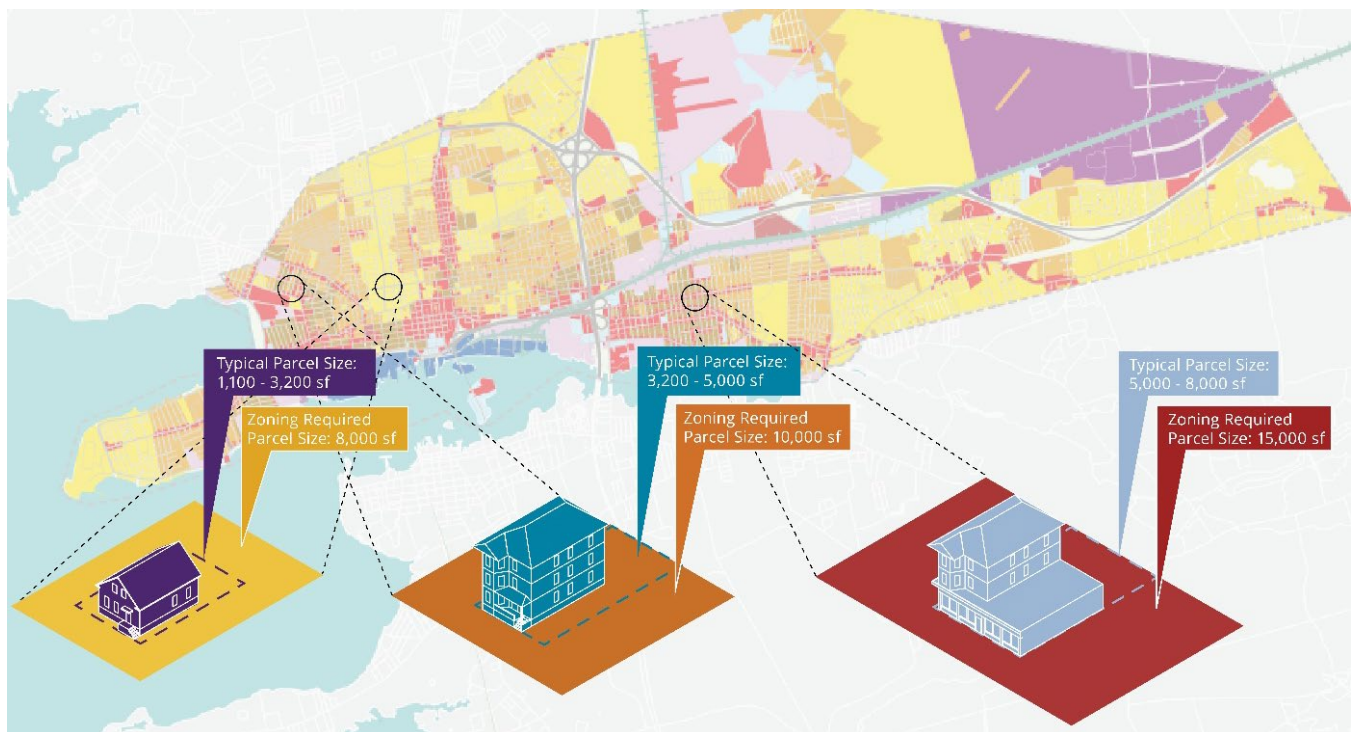 Typical Parcel Size:
1,100 - 3,200 sf
Zoning Required
Parcel Size: 8,000 sf
Typical Parcel Size:
3,200 - 5,000 sf
Zoning Required
Parcel Size: 10,000 sf
Typical Parcel Size:
5,000 - 8,000 sf
Zoning Required
Parcel Size: 15,000 sf